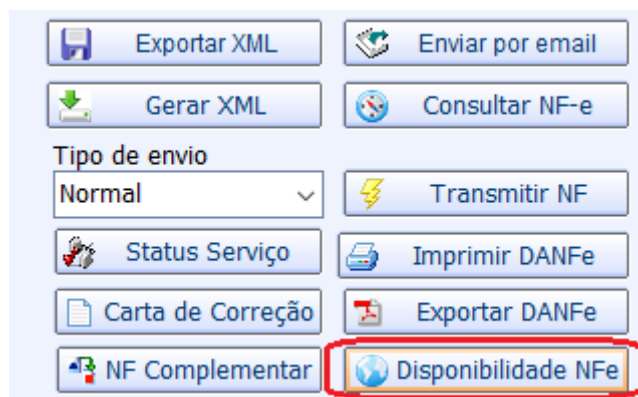 Exportar XML
Enviar por email
Gerar XML
Consultar NF-e
Tipo de envio
Normal
Transmitir NF
Status Serviço
Imprimir DANFe
Carta de Correção
Exportar DANFe
NF Complementar
Disponibilidade NFe